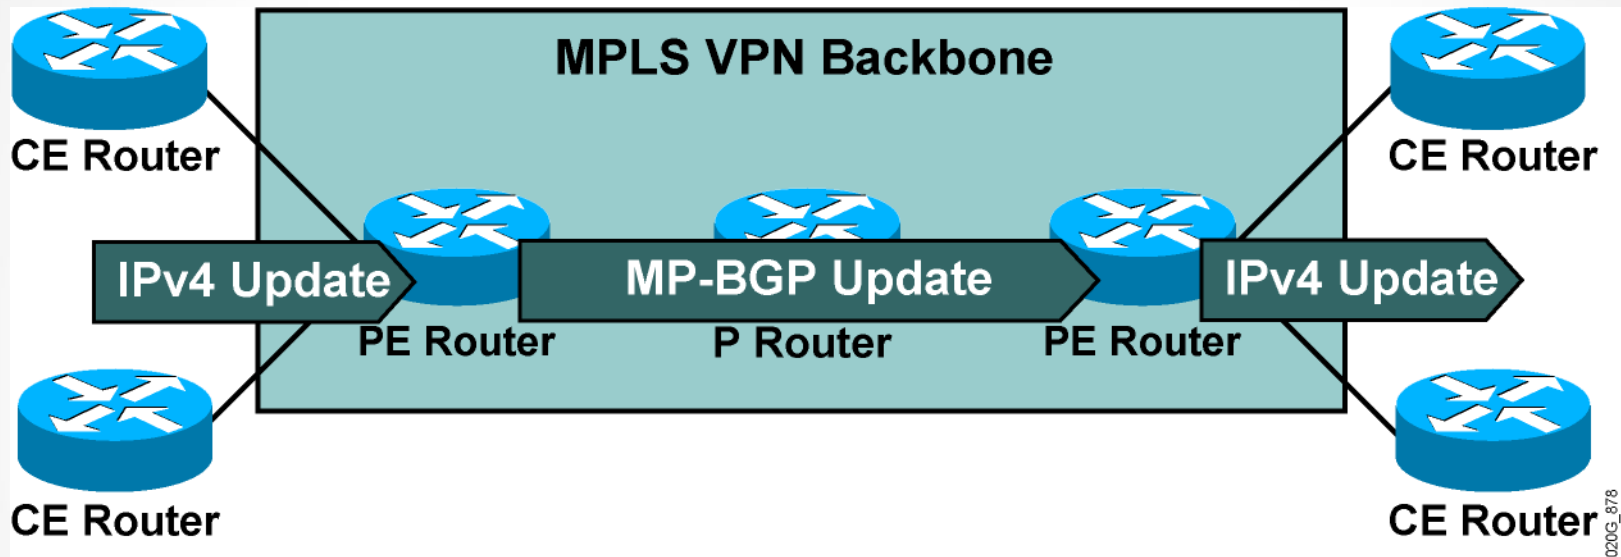 MPLS VPN Backbone
CE Router
CE Router
IPv4 Update
MP-BGP Update
IPv4 Update
PE Router
P Router
PE Router
CE Router
CE Router
020G_878